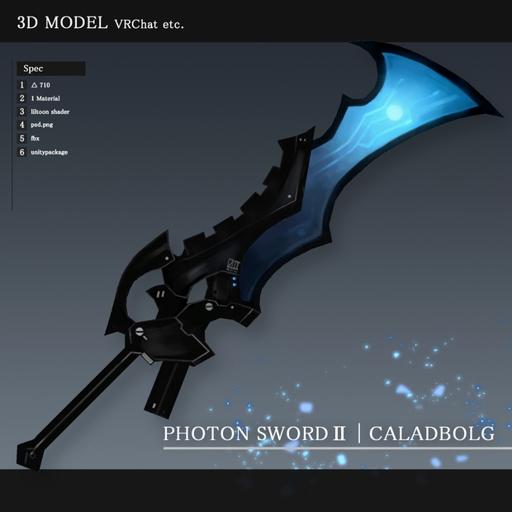 3D MODEL VRChat etc.
Spec
1 △ 710
2 1 Material
3 liltoon shader
4 psd.png
5 fbx
6 unitypackage
PHOTON SWORD Ⅱ | CALADBOLG